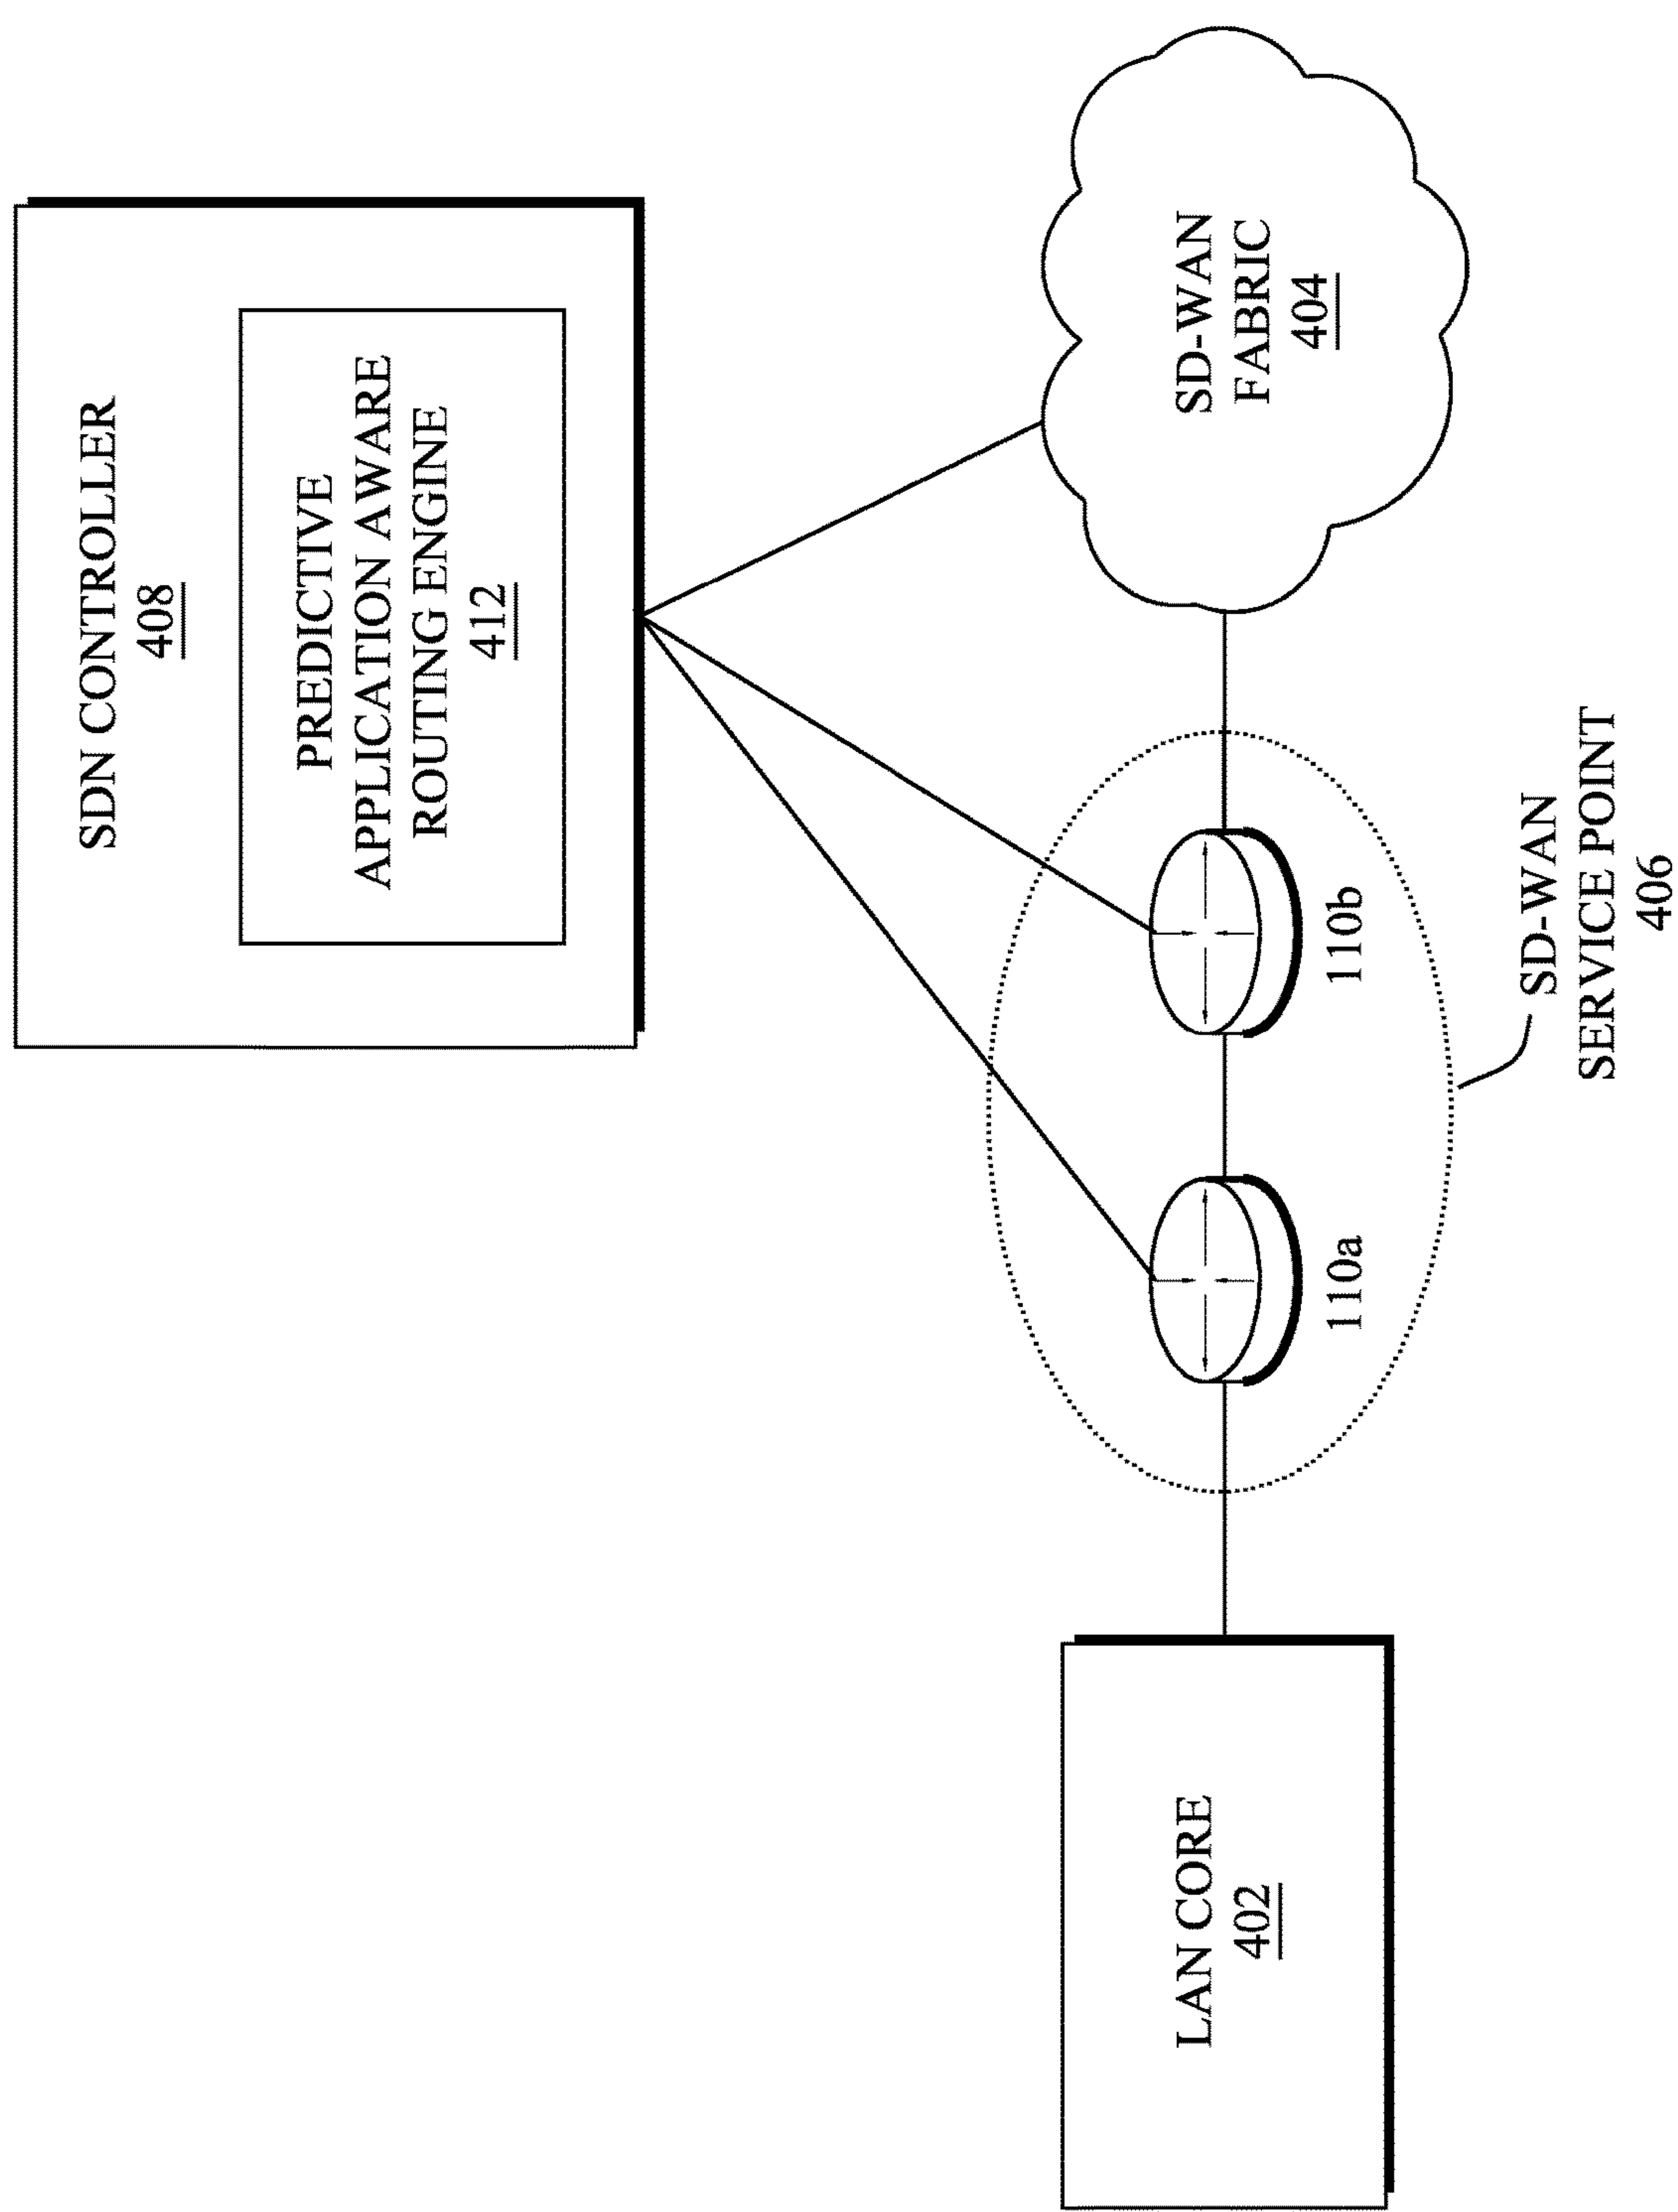 SDN CONTROLLER
408
PREDICTIVE
APPLICATION AWARE
ROUTING ENGINE
412
LAN CORE
402
110a
110b
SD-WAN
FABRIC
404
SD-WAN
SERVICE POINT
406